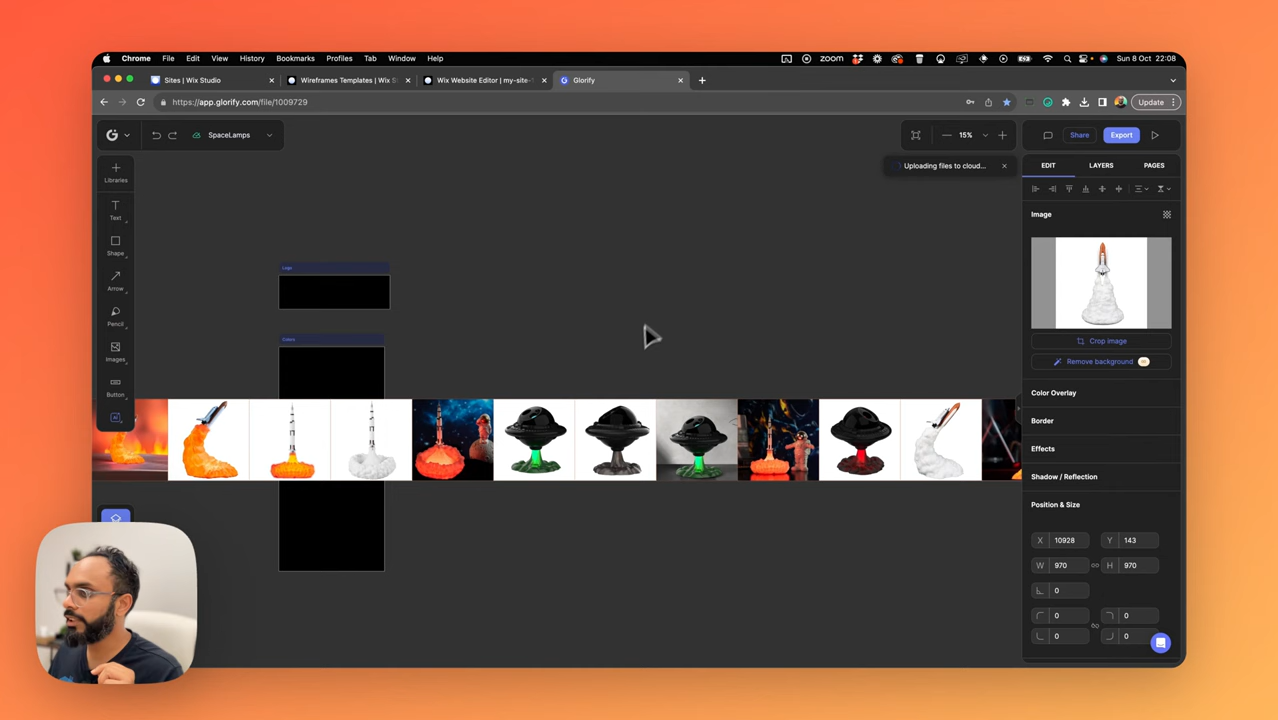 Chrome File Edit View History Bookmarks Profiles Tab Window Help zoom Sun 8 Oct 22:08
Sites | Wix Studio
Wireframes Templates | Wix S
Wix Website Editor | my-site-
Glorify
https://app.glorify.com/file/1009729
Update
SpaceLamps
15%
Share
Export
Uploading files to cloud...
EDIT LAYERS PAGES
Libraries
Text
Shape
Arrow
Pencil
Images
Button
AI
Logo
Colors
Image
Crop image
Remove background
Color Overlay
Border
Effects
Shadow / Reflection
Position & Size
X 10928 Y 143
W 970 H 970
0
0 0
0 0